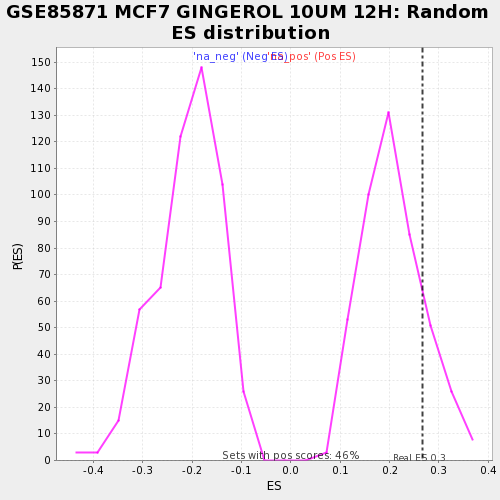 GSE85871 MCF7 GINGEROL 10UM 12H: Random
ES distribution
'na_neg' (Neg ES)
'na_pos' (Pos ES)
150
140
130
120
110
100
90
80
70
60
50
40
30
20
10
0
P(ES)
Sets with pos scores: 46%
Real ES 0.3
-0.4 -0.3 -0.2 -0.1 0.0 0.1 0.2 0.3 0.4
ES